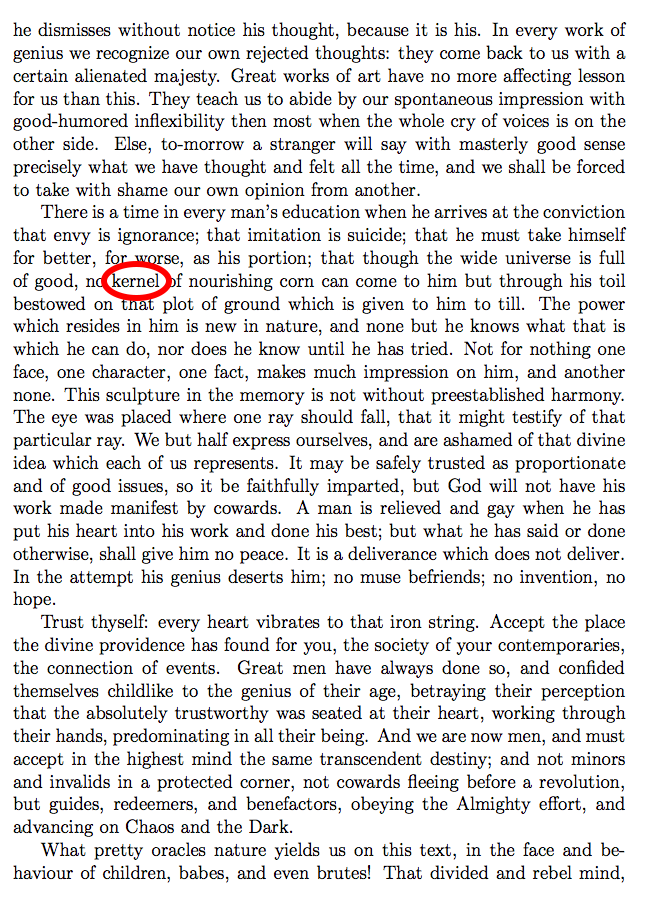 he dismisses without notice his thought, because it is his. In every work of
genius we recognize our own rejected thoughts: they come back to us with a
certain alienated majesty. Great works of art have no more affecting lesson
for us than this. They teach us to abide by our spontaneous impression with
good-humored inflexibility then most when the whole cry of voices is on the
other side. Else, to-morrow a stranger will say with masterly good sense
precisely what we have thought and felt all the time, and we shall be forced
to take with shame our own opinion from another.
There is a time in every man's education when he arrives at the conviction
that envy is ignorance; that imitation is suicide; that he must take himself
for better, for worse, as his portion; that though the wide universe is full
of good, no kernel of nourishing corn can come to him but through his toil
bestowed on that plot of ground which is given to him to till. The power
which resides in him is new in nature, and none but he knows what that is
which he can do, nor does he know until he has tried. Not for nothing one
face, one character, one fact, makes much impression on him, and another
none. This sculpture in the memory is not without preestablished harmony.
The eye was placed where one ray should fall, that it might testify of that
particular ray. We but half express ourselves, and are ashamed of that divine
idea which each of us represents. It may be safely trusted as proportionate
and of good issues, so it be faithfully imparted, but God will not have his
work made manifest by cowards. A man is relieved and gay when he has
put his heart into his work and done his best; but what he has said or done
otherwise, shall give him no peace. It is a deliverance which does not deliver.
In the attempt his genius deserts him; no muse befriends; no invention, no
hope.
Trust thyself: every heart vibrates to that iron string. Accept the place
the divine providence has found for you, the society of your contemporaries,
the connection of events. Great men have always done so, and confided
themselves childlike to the genius of their age, betraying their perception
that the absolutely trustworthy was seated at their heart, working through
their hands, predominating in all their being. And we are now men, and must
accept in the highest mind the same transcendent destiny; and not minors
and invalids in a protected corner, not cowards fleeing before a revolution,
but guides, redeemers, and benefactors, obeying the Almighty effort, and
advancing on Chaos and the Dark.
What pretty oracles nature yields us on this text, in the face and be-
haviour of children, babes, and even brutes! That divided and rebel mind,